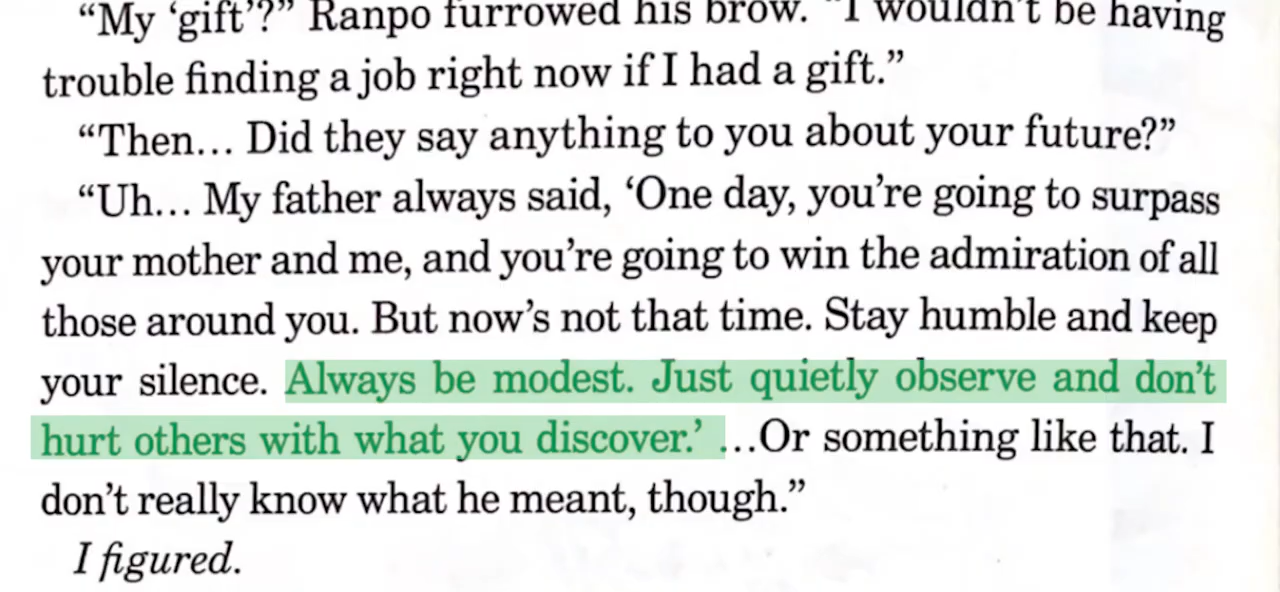 “My ‘gift’?” Ranpo furrowed his brow. “I wouldn’t be having
trouble finding a job right now if I had a gift.”
“Then… Did they say anything to you about your future?”
“Uh… My father always said, ‘One day, you’re going to surpass
your mother and me, and you’re going to win the admiration of all
those around you. But now’s not that time. Stay humble and keep
your silence. Always be modest. Just quietly observe and don’t
hurt others with what you discover.’ …Or something like that. I
don’t really know what he meant, though.”
I figured.